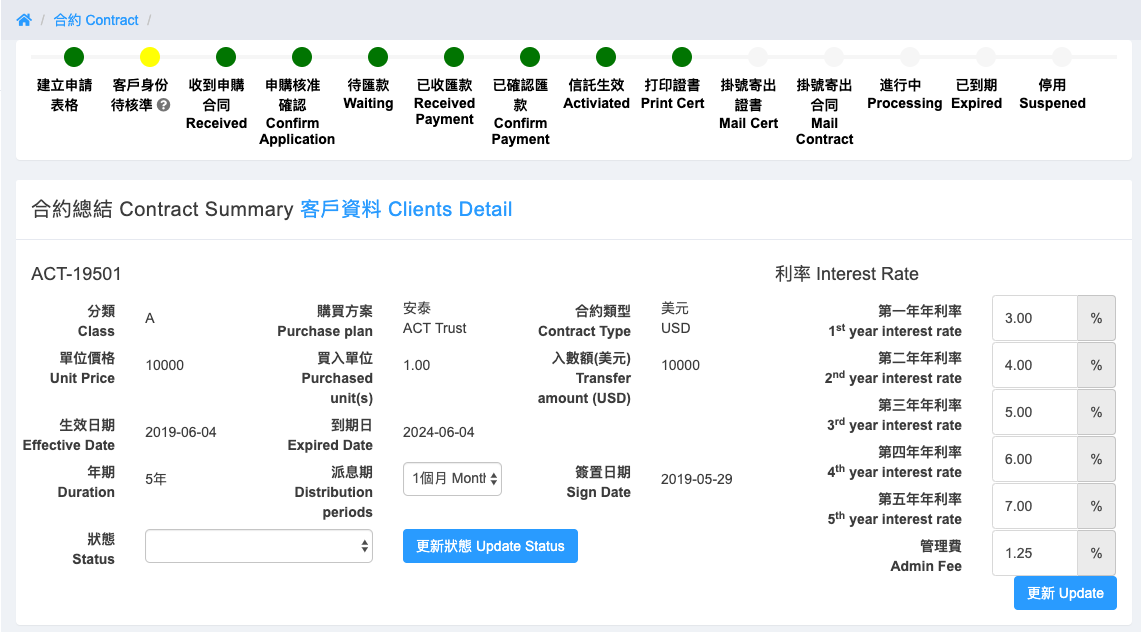 / 合約 Contract /
建立申請
表格
客戶身份
待核準 ?
收到申購
合同
Received
申購核准
確認
Confirm
Application
待匯款
Waiting
已收匯款
Received
Payment
已確認匯
款
Confirm
Payment
信託生效
Activiated
打印證書
Print Cert
掛號寄出
證書
Mail Cert
掛號寄出
合同
Mail
Contract
進行中
Processing
已到期
Expired
停用
Suspened
合約總結 Contract Summary 客戶資料 Clients Detail
ACT-19501
分類
Class
A
購買方案
Purchase plan
安泰
ACT Trust
合約類型
Contract Type
美元
USD
單位價格
Unit Price
10000
買入單位
Purchased
unit(s)
1.00
入數額(美元)
Transfer
amount (USD)
10000
生效日期
Effective Date
2019-06-04
到期日
Expired Date
2024-06-04
年期
Duration
5年
派息期
Distribution
periods
1個月 Month
簽置日期
Sign Date
2019-05-29
狀態
Status
更新狀態 Update Status
利率 Interest Rate
第一年年利率
1st year interest rate
3.00 %
第二年年利率
2nd year interest rate
4.00 %
第三年年利率
3rd year interest rate
5.00 %
第四年年利率
4th year interest rate
6.00 %
第五年年利率
5th year interest rate
7.00 %
管理費
Admin Fee
1.25 %
更新 Update